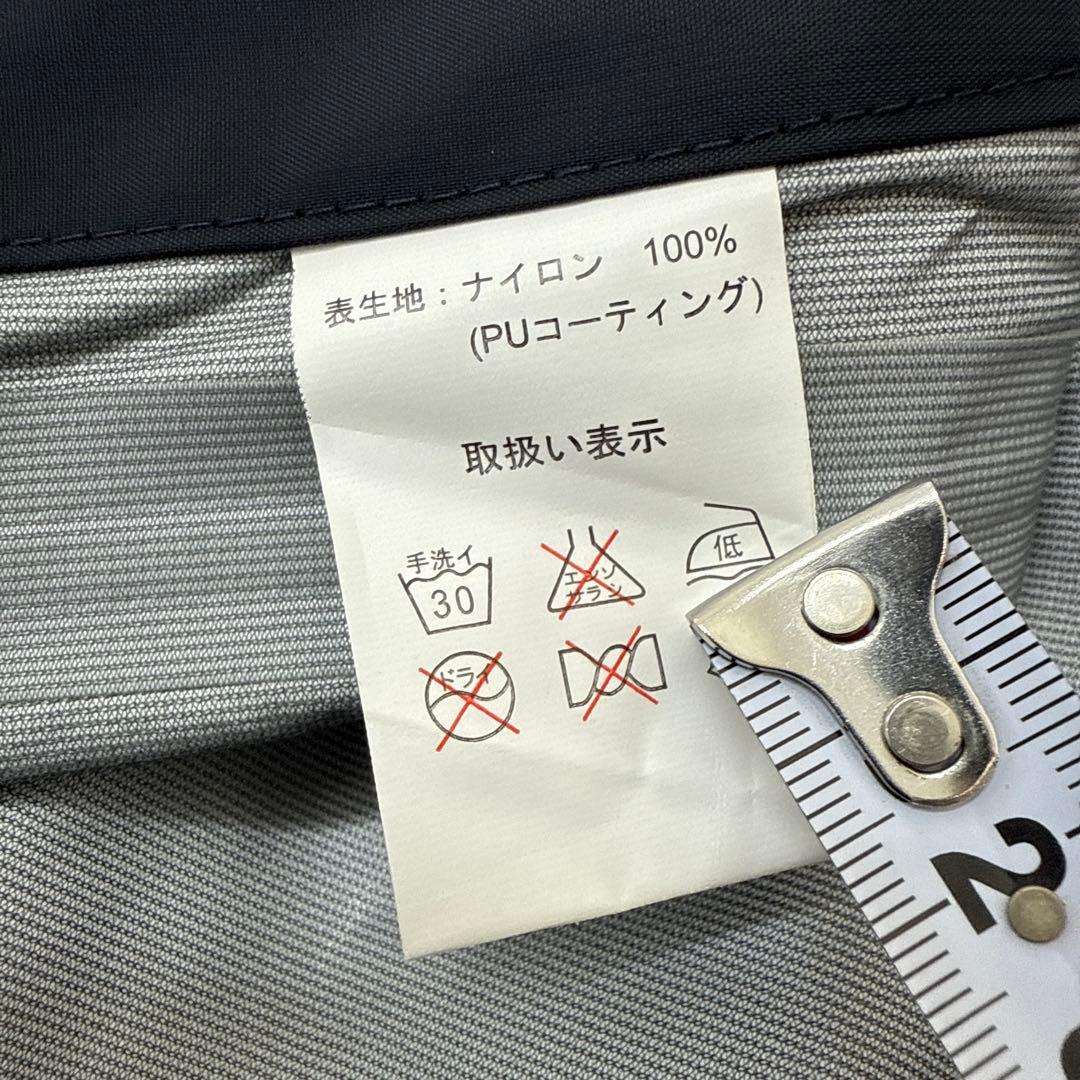 表生地：ナイロン 100%
(PUコーティング)
取扱い表示
手洗イ
30
エンソ
サラシ
低
ドライ
2